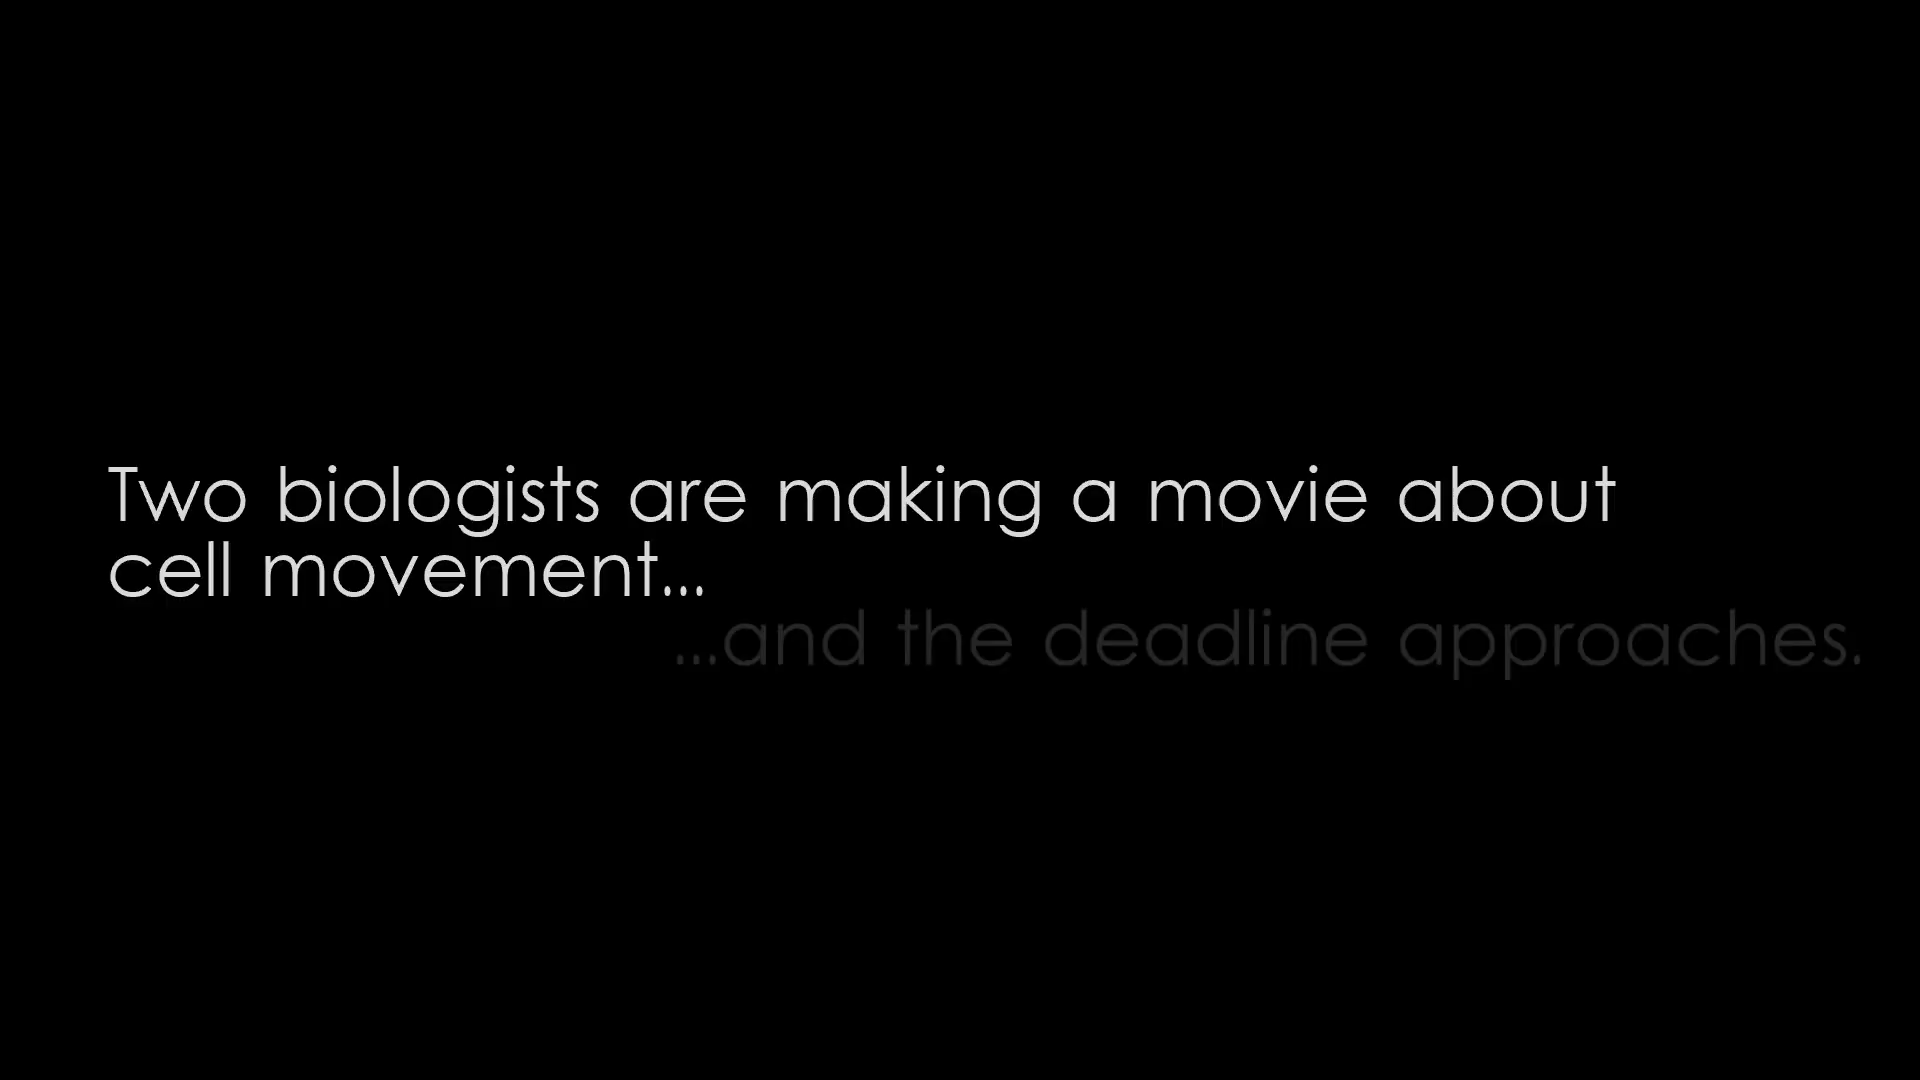 Two biologists are making a movie about
cell movement...
...and the deadline approaches.